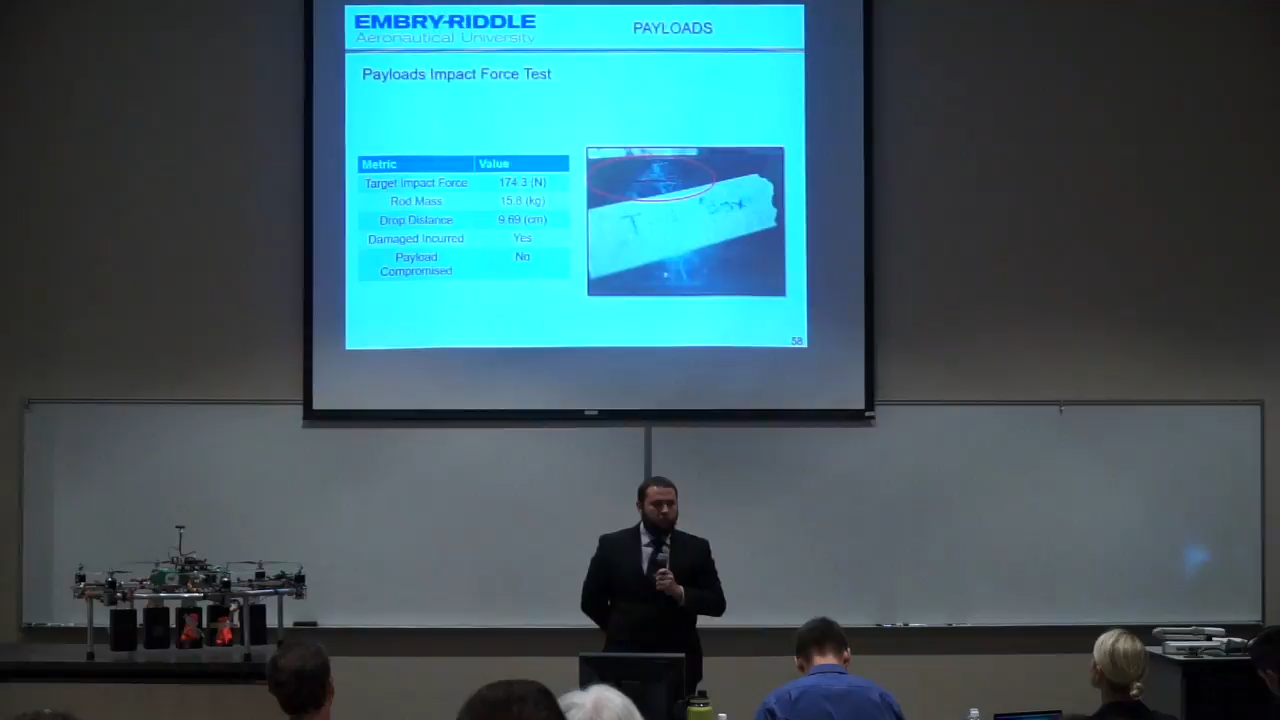 EMBRY-RIDDLE
Aeronautical University
PAYLOADS
Payloads Impact Force Test
Metric Value
Target Impact Force 174.3 (N)
Rod Mass 15.8 (kg)
Drop Distance 9.69 (cm)
Damaged Incurred Yes
Payload No
Compromised
58